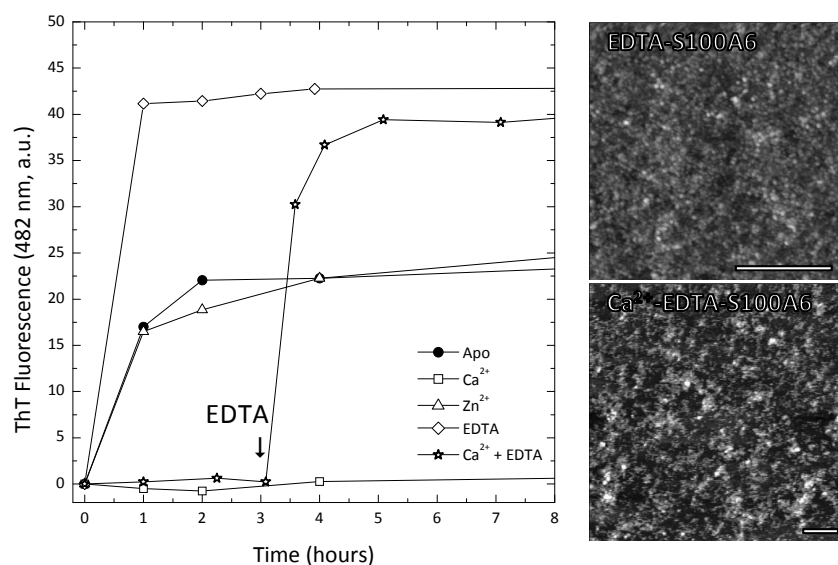 ThT Fluorescence (482 nm, a.u.)
50
45
40
35
30
25
20
15
10
5
0
0 1 2 3 4 5 6 7 8
Time (hours)
EDTA
↓
Apo
Ca²⁺
Zn²⁺
EDTA
Ca²⁺ + EDTA
EDTA-S100A6
Ca²⁺-EDTA-S100A6